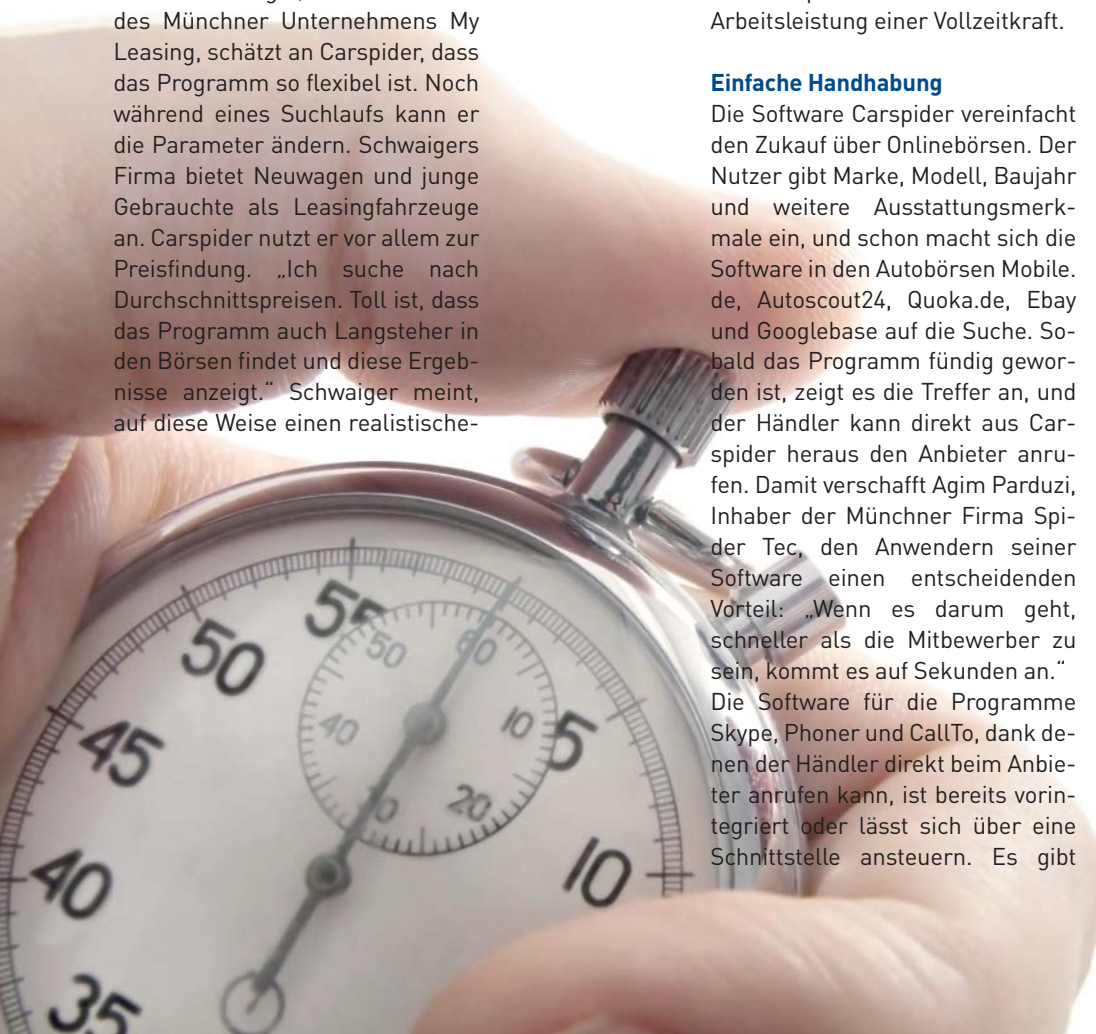 des Münchner Unternehmens My
Leasing, schätzt an Carspider, dass
das Programm so flexibel ist. Noch
während eines Suchlaufs kann er
die Parameter ändern. Schwaigers
Firma bietet Neuwagen und junge
Gebrauchte als Leasingfahrzeuge
an. Carspider nutzt er vor allem zur
Preisfindung. „Ich suche nach
Durchschnittspreisen. Toll ist, dass
das Programm auch Langsteher in
den Börsen findet und diese Ergeb-
nisse anzeigt.“ Schwaiger meint,
auf diese Weise einen realistische-
Arbeitsleistung einer Vollzeitkraft.
Einfache Handhabung
Die Software Carspider vereinfacht
den Zukauf über Onlinebörsen. Der
Nutzer gibt Marke, Modell, Baujahr
und weitere Ausstattungsmerk-
male ein, und schon macht sich die
Software in den Autobörsen Mobile.
de, Autoscout24, Quoka.de, Ebay
und Googlebase auf die Suche. So-
bald das Programm fündig gewor-
den ist, zeigt es die Treffer an, und
der Händler kann direkt aus Car-
spider heraus den Anbieter anru-
fen. Damit verschafft Agim Parduzi,
Inhaber der Münchner Firma Spi-
der Tec, den Anwendern seiner
Software einen entscheidenden
Vorteil: „Wenn es darum geht,
schneller als die Mitbewerber zu
sein, kommt es auf Sekunden an.“
Die Software für die Programme
Skype, Phoner und CallTo, dank de-
nen der Händler direkt beim Anbie-
ter anrufen kann, ist bereits vorin-
tegriert oder lässt sich über eine
Schnittstelle ansteuern. Es gibt
55
50
45
40
35
5
10
60
50
40
30
20
10